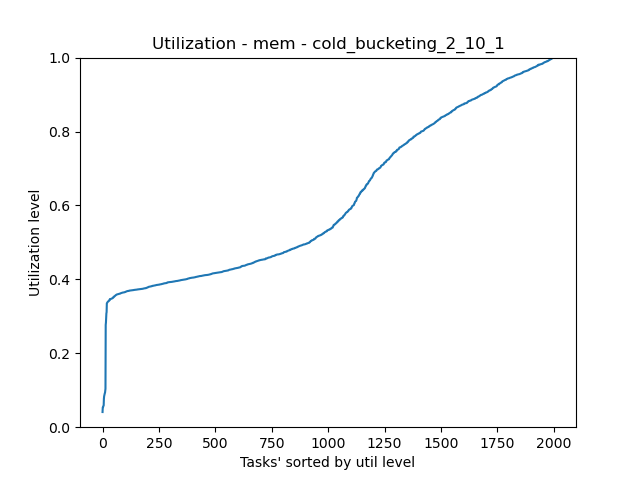 Utilization - mem - cold_bucketing_2_10_1
1.0
0.8
0.6
0.4
0.2
0.0
Utilization level
0 250 500 750 1000 1250 1500 1750 2000
Tasks' sorted by util level